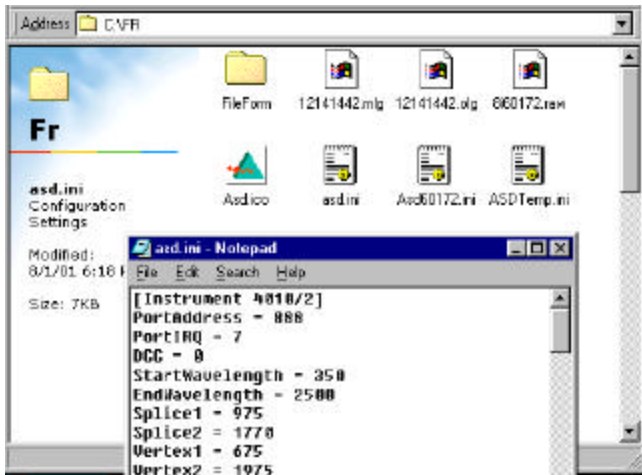 Address C:\FR
Fr
asd.ini
Configuration
Settings
Modified:
8/1/01 6:18
Size: 7KB
FileForm
12141442.mlg
12141442.plg
860172.raw
Asd.ico
asd.ini
Asd60172.ini
ASDTemp.ini
asd.ini - Notepad
File Edit Search Help
[Instrument 4010/2]
PortAddress = 888
PortIRQ = 7
DCC = 0
StartWavelength = 350
EndWavelength = 2500
Splice1 = 975
Splice2 = 1770
Vertex1 = 675
Vertex2 = 1975